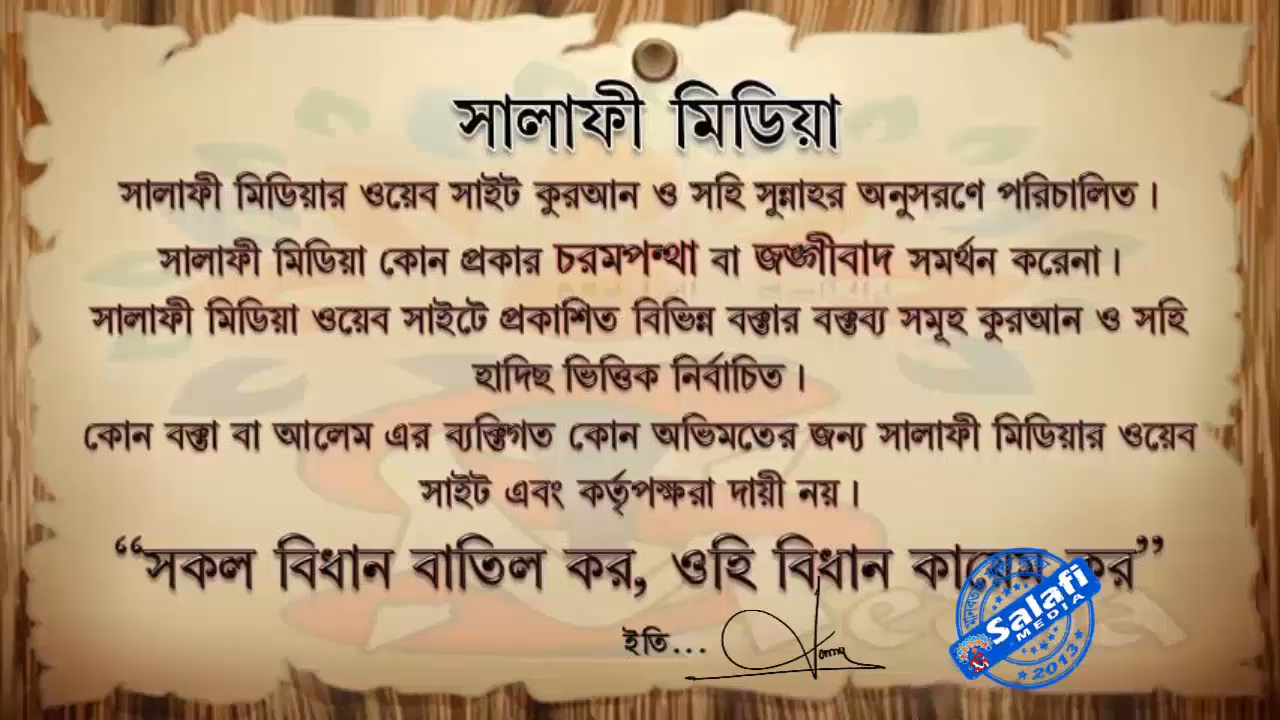 সালাফী মিডিয়া
সালাফী মিডিয়ার ওয়েব সাইট কুরআন ও সহি সুন্নাহর অনুসরণে পরিচালিত।
সালাফী মিডিয়া কোন প্রকার চরমপন্থা বা জঙ্গীবাদ সমর্থন করেনা।
সালাফী মিডিয়া ওয়েব সাইটে প্রকাশিত বিভিন্ন বক্তার বক্তব্য সমূহ কুরআন ও সহি
হাদিছ ভিত্তিক নির্বাচিত।
কোন বক্তা বা আলেম এর ব্যক্তিগত কোন অভিমতের জন্য সালাফী মিডিয়ার ওয়েব
সাইট এবং কর্তৃপক্ষরা দায়ী নয়।
“সকল বিধান বাতিল কর, ওহি বিধান কায়েম কর”
ইতি...
Salafi
MEDIA
2013